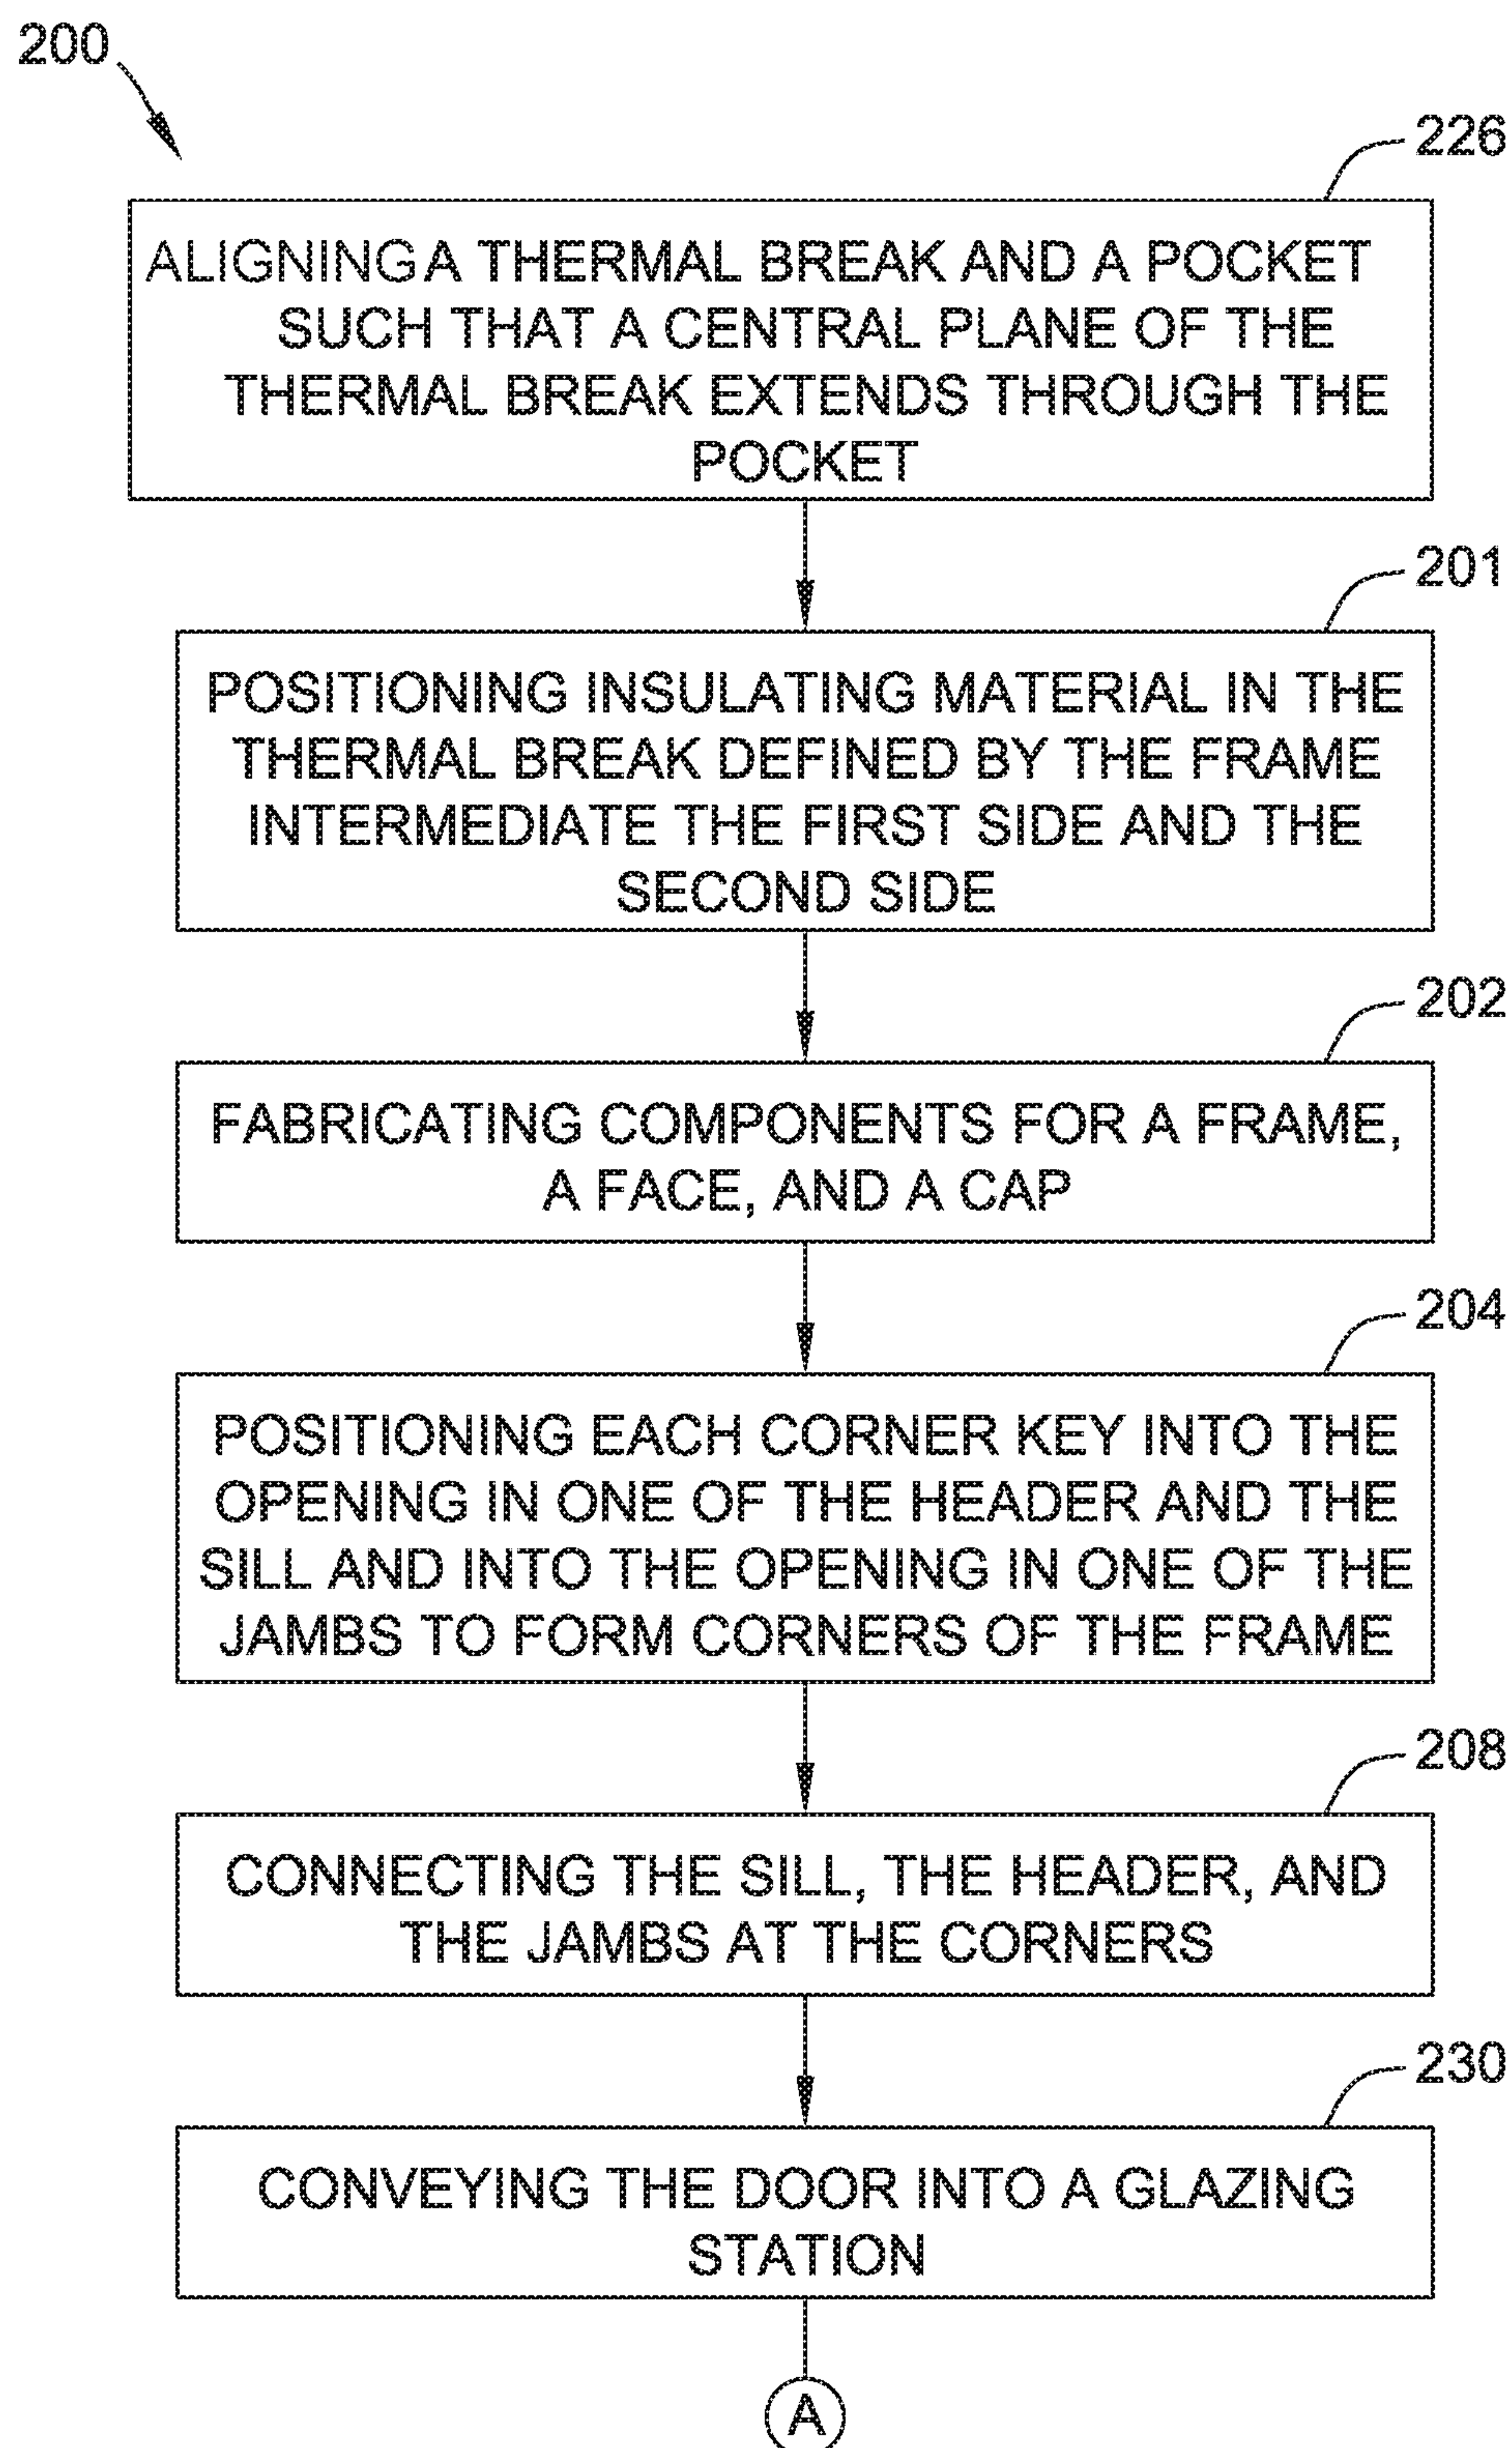 200
226
ALIGNING A THERMAL BREAK AND A POCKET
SUCH THAT A CENTRAL PLANE OF THE
THERMAL BREAK EXTENDS THROUGH THE
POCKET
201
POSITIONING INSULATING MATERIAL IN THE
THERMAL BREAK DEFINED BY THE FRAME
INTERMEDIATE THE FIRST SIDE AND THE
SECOND SIDE
202
FABRICATING COMPONENTS FOR A FRAME,
A FACE, AND A CAP
204
POSITIONING EACH CORNER KEY INTO THE
OPENING IN ONE OF THE HEADER AND THE
SILL AND INTO THE OPENING IN ONE OF THE
JAMBS TO FORM CORNERS OF THE FRAME
208
CONNECTING THE SILL, THE HEADER, AND
THE JAMBS AT THE CORNERS
230
CONVEYING THE DOOR INTO A GLAZING
STATION
A